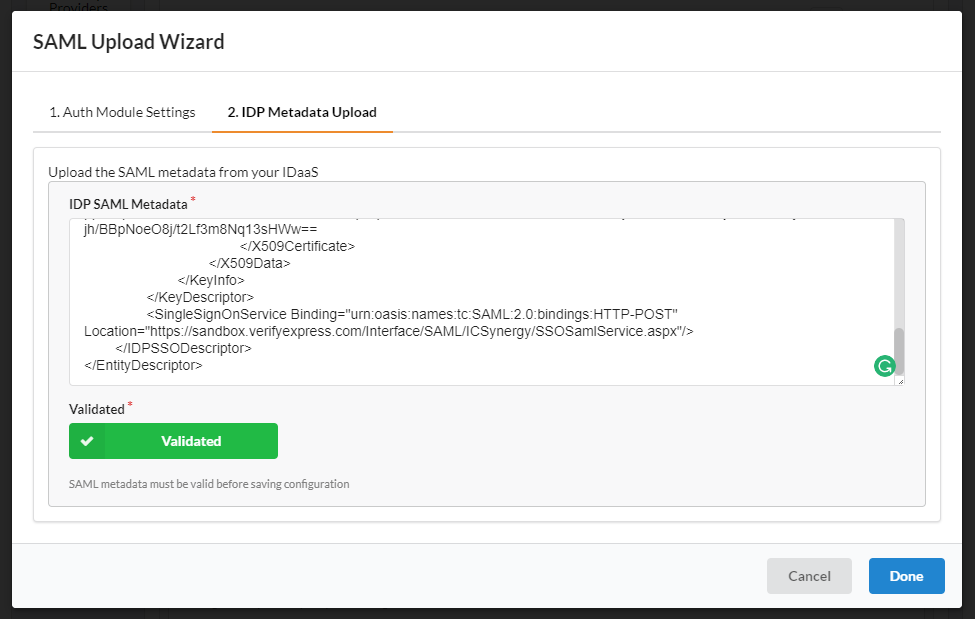 Providers
SAML Upload Wizard
1. Auth Module Settings
2. IDP Metadata Upload
Upload the SAML metadata from your IDaaS
IDP SAML Metadata *
jh/BBpNoeO8j/t2Lf3m8Nq13sHWw==
</X509Certificate>
</X509Data>
</KeyInfo>
</KeyDescriptor>
<SingleSignOnService Binding="urn:oasis:names:tc:SAML:2.0:bindings:HTTP-POST"
Location="https://sandbox.verifyexpress.com/Interface/SAML/ICSynergy/SSOSamlService.aspx"/>
</IDPSSODescriptor>
</EntityDescriptor>
Validated *
Validated
SAML metadata must be valid before saving configuration
Cancel
Done